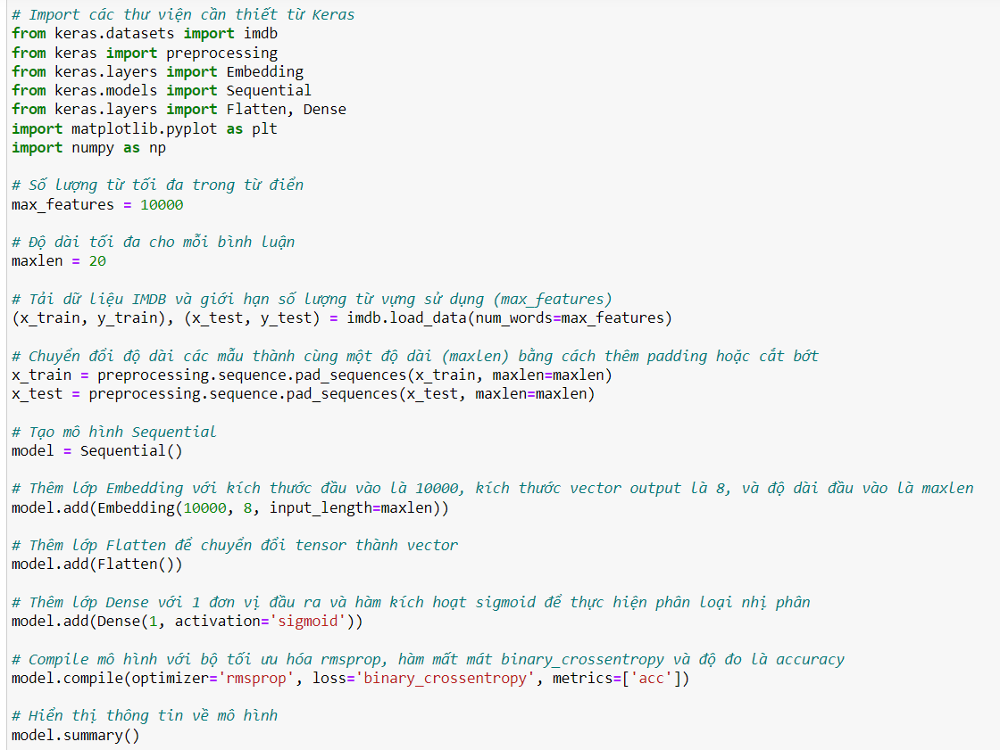 # Import các thư viện cần thiết từ Keras
from keras.datasets import imdb
from keras import preprocessing
from keras.layers import Embedding
from keras.models import Sequential
from keras.layers import Flatten, Dense
import matplotlib.pyplot as plt
import numpy as np
# Số lượng từ tối đa trong từ điển
max_features = 10000
# Độ dài tối đa cho mỗi bình luận
maxlen = 20
# Tải dữ liệu IMDB và giới hạn số lượng từ vựng sử dụng (max_features)
(x_train, y_train), (x_test, y_test) = imdb.load_data(num_words=max_features)
# Chuyển đổi độ dài các mẫu thành cùng một độ dài (maxlen) bằng cách thêm padding hoặc cắt bớt
x_train = preprocessing.sequence.pad_sequences(x_train, maxlen=maxlen)
x_test = preprocessing.sequence.pad_sequences(x_test, maxlen=maxlen)
# Tạo mô hình Sequential
model = Sequential()
# Thêm lớp Embedding với kích thước đầu vào là 10000, kích thước vector output là 8, và độ dài đầu vào là maxlen
model.add(Embedding(10000, 8, input_length=maxlen))
# Thêm lớp Flatten để chuyển đổi tensor thành vector
model.add(Flatten())
# Thêm lớp Dense với 1 đơn vị đầu ra và hàm kích hoạt sigmoid để thực hiện phân loại nhị phân
model.add(Dense(1, activation='sigmoid'))
# Compile mô hình với bộ tối ưu hóa rmsprop, hàm mất mát binary_crossentropy và độ đo là accuracy
model.compile(optimizer='rmsprop', loss='binary_crossentropy', metrics=['acc'])
# Hiển thị thông tin về mô hình
model.summary()